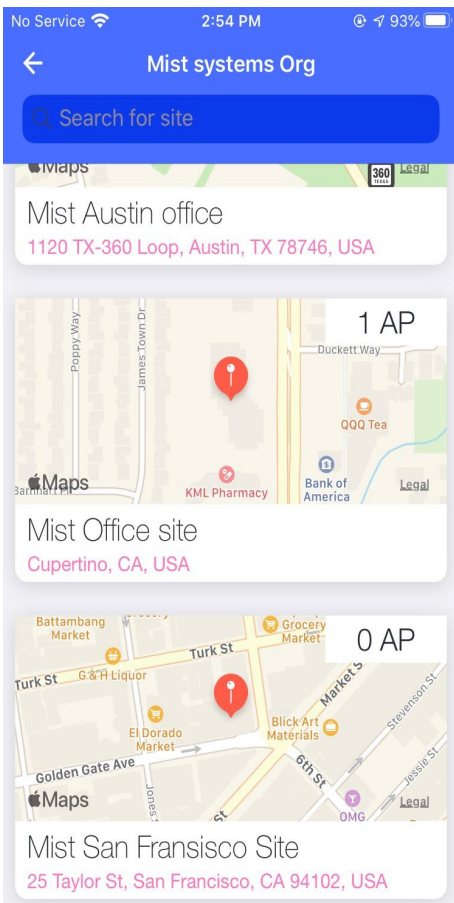 No Service 2:54 PM 93%
Mist systems Org
Search for site
Maps 360 TEXAS Legal
Mist Austin office
1120 TX-360 Loop, Austin, TX 78746, USA
1 AP
Poppy Way
James Town Dr
Duckett Way
QQQ Tea
KML Pharmacy
Bank of
America
Maps
Legal
Mist Office site
Cupertino, CA, USA
Battambang
Market
Grocery
Market
0 AP
Turk St
Turk St
G & H Liquor
Market S
Stevenson St
El Dorado
Market
Blick Art
Materials
Golden Gate Ave
6th St
Jessie St
Jones
St
Maps
OMG
Legal
Mist San Fransisco Site
25 Taylor St, San Francisco, CA 94102, USA